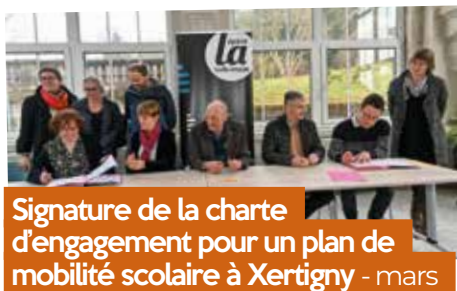 la
Signature de la charte
d'engagement pour un plan de
mobilité scolaire à Xertigny - mars